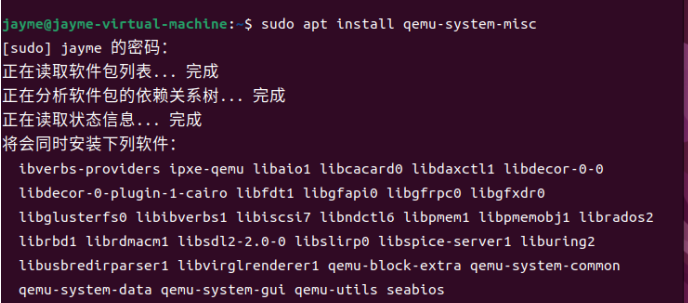 jayme@jayme-virtual-machine:~$ sudo apt install qemu-system-misc
[sudo] jayme 的密码：
正在读取软件包列表... 完成
正在分析软件包的依赖关系树... 完成
正在读取状态信息... 完成
将会同时安装下列软件：
ibverbs-providers ipxe-qemu libaio1 libcacard0 libdaxctl1 libdecor-0-0
libdecor-0-plugin-1-cairo libfdt1 libgfapi0 libgfrpc0 libgfxdr0
libglusterfs0 libibverbs1 libiscsi7 libndctl6 libpmem1 libpmemobj1 librados2
librbd1 librdmacm1 libsdl2-2.0-0 libslirp0 libspice-server1 liburing2
libusbredirparser1 libvirglrenderer1 qemu-block-extra qemu-system-common
qemu-system-data qemu-system-gui qemu-utils seabios